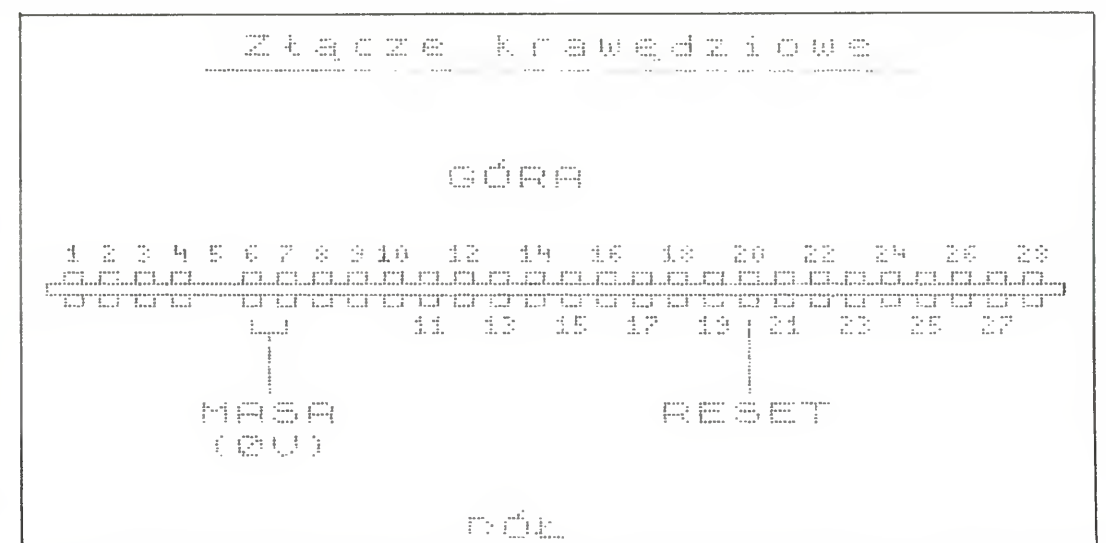 Złącze krawędziowe
GÓRA
1 2 3 4 5 6 7 8 9 10 12 14 16 18 20 22 24 26 28
11 13 15 17 19 21 23 25 27
MASA RESET
(0V)
DÓŁ